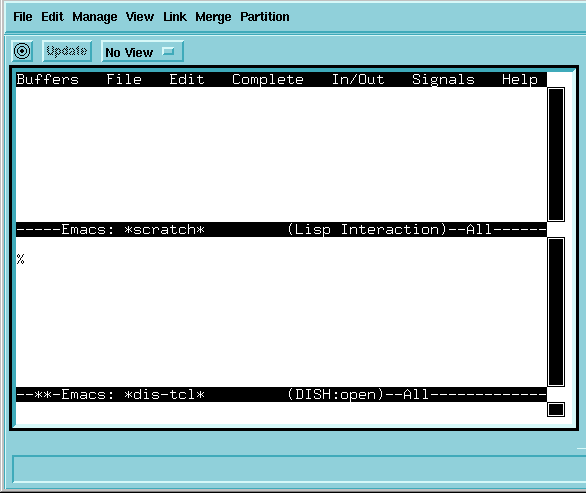 File Edit Manage View Link Merge Partition
Update No View
Buffers File Edit Complete In/Out Signals Help
-----Emacs: *scratch* (Lisp Interaction)--All------
%
--**-Emacs: *dis-tcl* (DISH:open)--All-------------